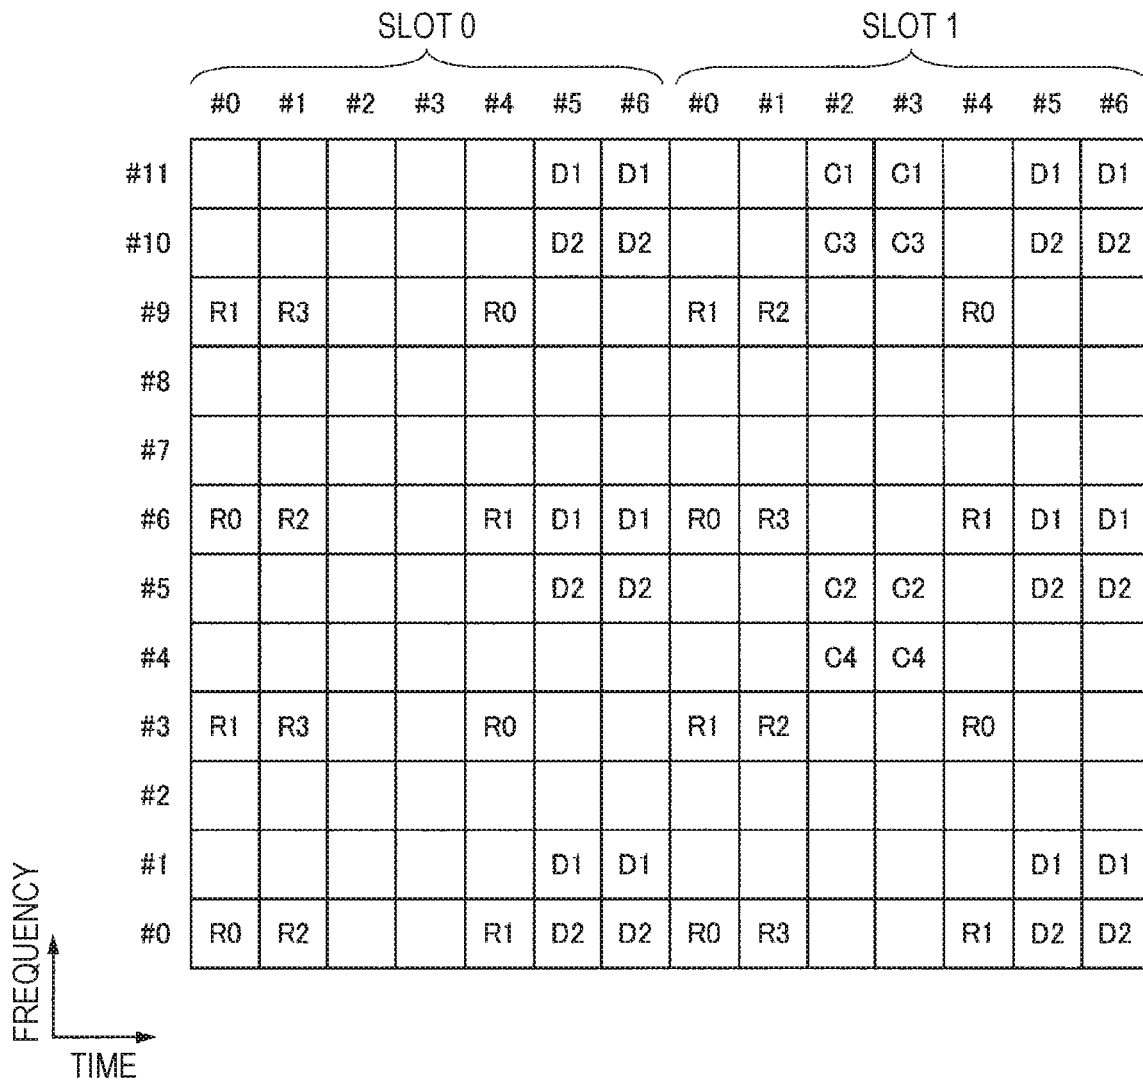 SLOT 0 SLOT 1
#0 #1 #2 #3 #4 #5 #6 #0 #1 #2 #3 #4 #5 #6
#11 D1 D1 C1 C1 D1 D1
#10 D2 D2 C3 C3 D2 D2
#9 R1 R3 R0 R1 R2 R0
#8
#7
#6 R0 R2 R1 D1 D1 R0 R3 R1 D1 D1
#5 D2 D2 C2 C2 D2 D2
#4 C4 C4
#3 R1 R3 R0 R1 R2 R0
#2
#1 D1 D1 D1 D1
#0 R0 R2 R1 D2 D2 R0 R3 R1 D2 D2
FREQUENCY
TIME